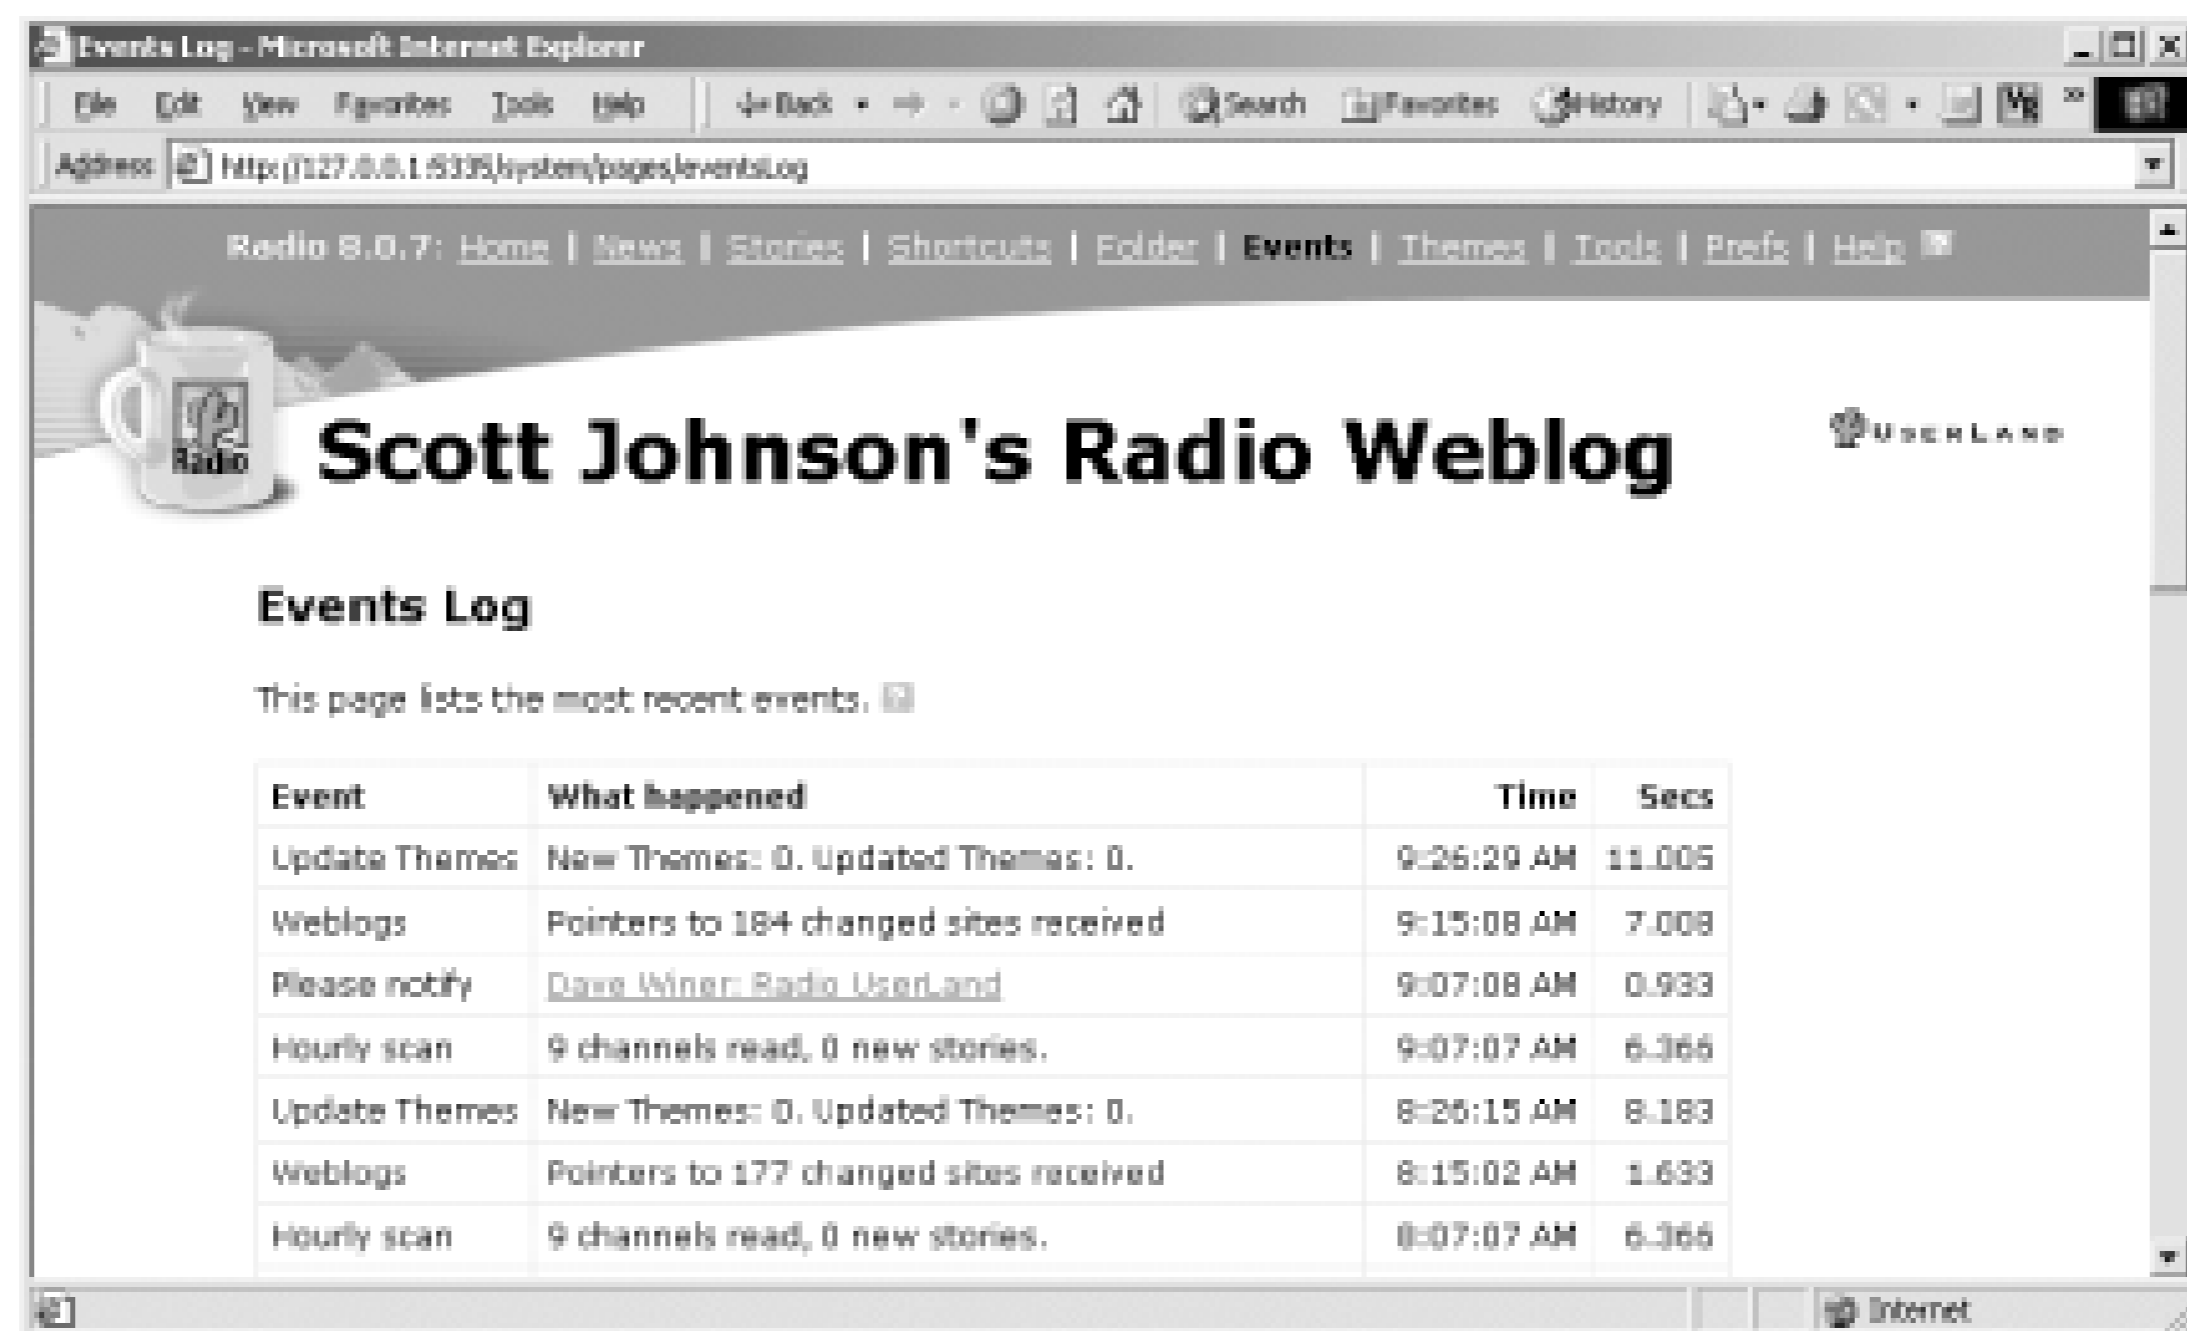 Events Log - Microsoft Internet Explorer
File Edit View Favorites Tools Help Back Search Favorites History
Address http://127.0.0.1:5335/system/pages/eventsLog
Radio 8.0.7: Home | News | Stories | Shortcuts | Folder | Events | Themes | Tools | Prefs | Help ?
Radio
Scott Johnson's Radio Weblog
USERLAND
Events Log
This page lists the most recent events. ?
Event What happened Time Secs
Update Themes New Themes: 0. Updated Themes: 0. 9:26:29 AM 11.005
Weblogs Pointers to 184 changed sites received 9:15:08 AM 7.008
Please notify Dave Winer: Radio UserLand 9:07:08 AM 0.933
Hourly scan 9 channels read, 0 new stories. 9:07:07 AM 6.366
Update Themes New Themes: 0. Updated Themes: 0. 8:26:15 AM 8.183
Weblogs Pointers to 177 changed sites received 8:15:02 AM 1.633
Hourly scan 9 channels read, 0 new stories. 8:07:07 AM 6.366
Internet